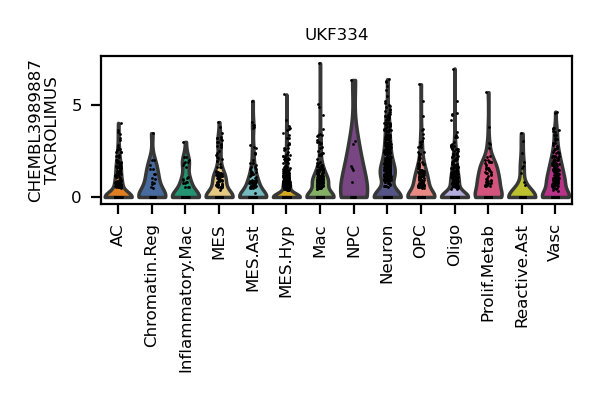 UKF334
CHEMBL3989887
TACROLIMUS
5
0
AC
Chromatin.Reg
Inflammatory.Mac
MES
MES.Ast
MES.Hyp
Mac
NPC
Neuron
OPC
Oligo
Prolif.Metab
Reactive.Ast
Vasc